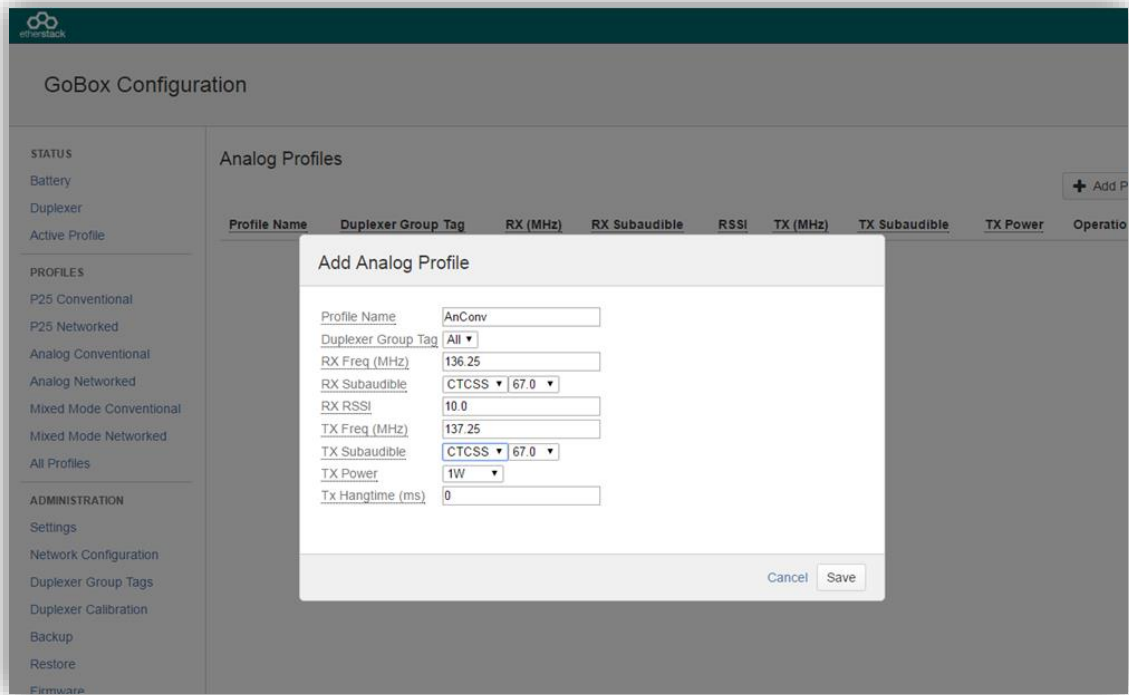 etherstack
GoBox Configuration
STATUS
Battery
Duplexer
Active Profile
PROFILES
P25 Conventional
P25 Networked
Analog Conventional
Analog Networked
Mixed Mode Conventional
Mixed Mode Networked
All Profiles
ADMINISTRATION
Settings
Network Configuration
Duplexer Group Tags
Duplexer Calibration
Backup
Restore
Firmware
Analog Profiles
+ Add P
Profile Name Duplexer Group Tag RX (MHz) RX Subaudible RSSI TX (MHz) TX Subaudible TX Power Operatio
Add Analog Profile
Profile Name AnConv
Duplexer Group Tag All
RX Freq (MHz) 136.25
RX Subaudible CTCSS 67.0
RX RSSI 10.0
TX Freq (MHz) 137.25
TX Subaudible CTCSS 67.0
TX Power 1W
Tx Hangtime (ms) 0
Cancel Save